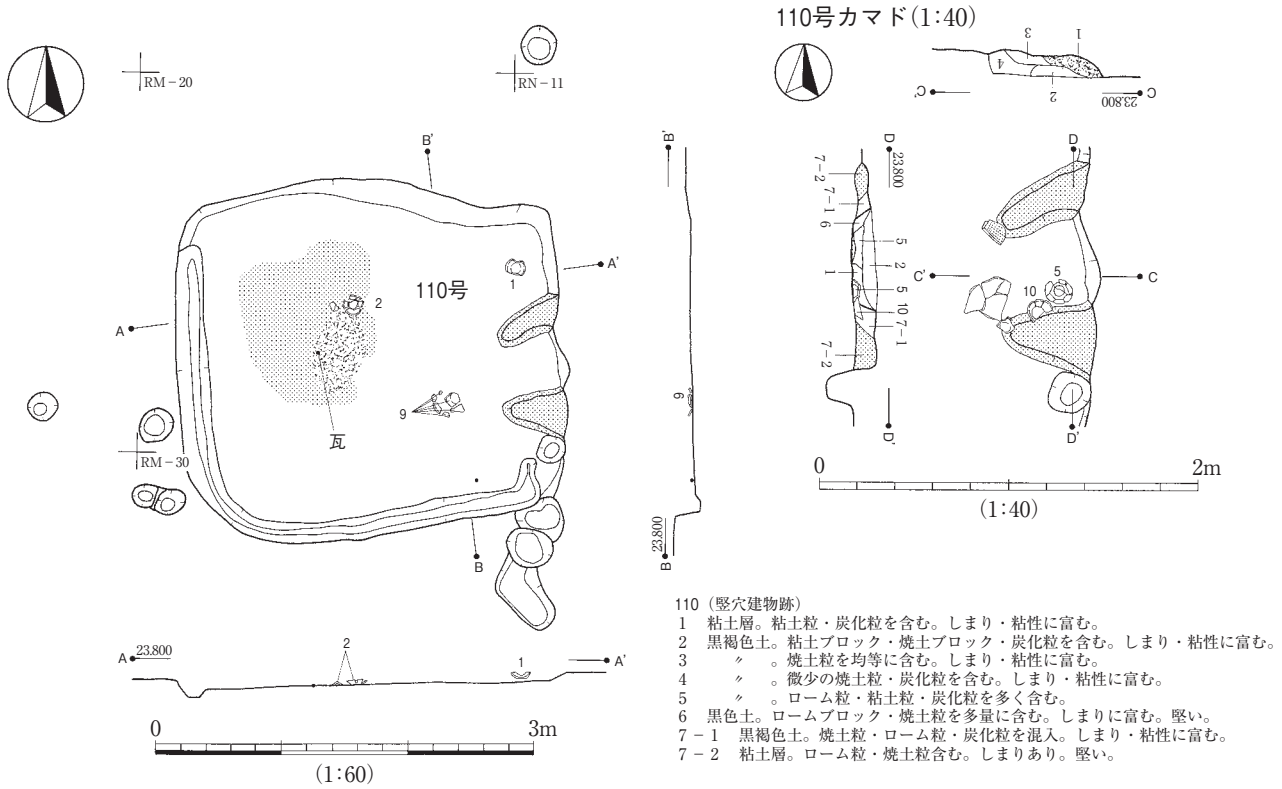 110号カマド(1:40)
3
1
4
2
C'
23.800
C
RM－20
RN－11
B'
A'
A
110号
1
2
9
瓦
RM－30
B
B'
9
23.800
B
D
23.800
7－2
7－1
6
5
2
1
5
10
7－1
7－2
D'
D
C'
C
5
10
D'
0
2m
(1:40)
A
23.800
2
1
A'
0
3m
(1:60)
110（竪穴建物跡）
1　粘土層。粘土粒・炭化粒を含む。しまり・粘性に富む。
2　黒褐色土。粘土ブロック・焼土ブロック・炭化粒を含む。しまり・粘性に富む。
3　〃　。焼土粒を均等に含む。しまり・粘性に富む。
4　〃　。微少の焼土粒・炭化粒を含む。しまり・粘性に富む。
5　〃　。ローム粒・粘土粒・炭化粒を多く含む。
6　黒色土。ロームブロック・焼土粒を多量に含む。しまりに富む。堅い。
7－1　黒褐色土。焼土粒・ローム粒・炭化粒を混入。しまり・粘性に富む。
7－2　粘土層。ローム粒・焼土粒含む。しまりあり。堅い。